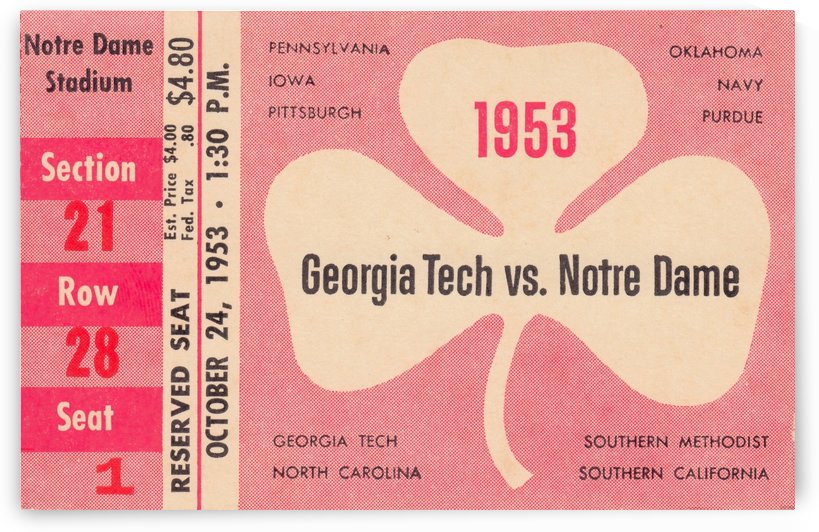 Notre Dame
Stadium
Section
21
Row
28
Seat
1
RESERVED SEAT
Est. Price $4.00
Fed. Tax .80
$4.80
OCTOBER 24, 1953 • 1:30 P.M.
PENNSYLVANIA
IOWA
PITTSBURGH
OKLAHOMA
NAVY
PURDUE
1953
Georgia Tech vs. Notre Dame
GEORGIA TECH
NORTH CAROLINA
SOUTHERN METHODIST
SOUTHERN CALIFORNIA